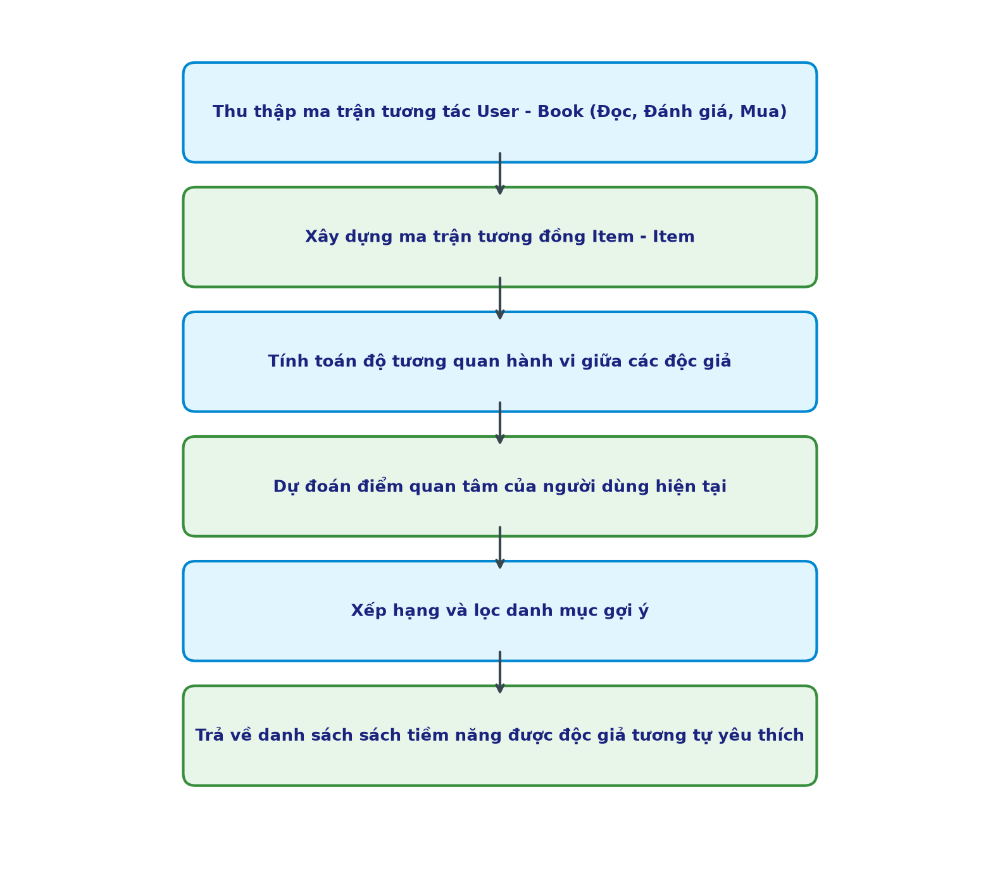 Thu thập ma trận tương tác User - Book (Đọc, Đánh giá, Mua)
Xây dựng ma trận tương đồng Item - Item
Tính toán độ tương quan hành vi giữa các độc giả
Dự đoán điểm quan tâm của người dùng hiện tại
Xếp hạng và lọc danh mục gợi ý
Trả về danh sách sách tiềm năng được độc giả tương tự yêu thích